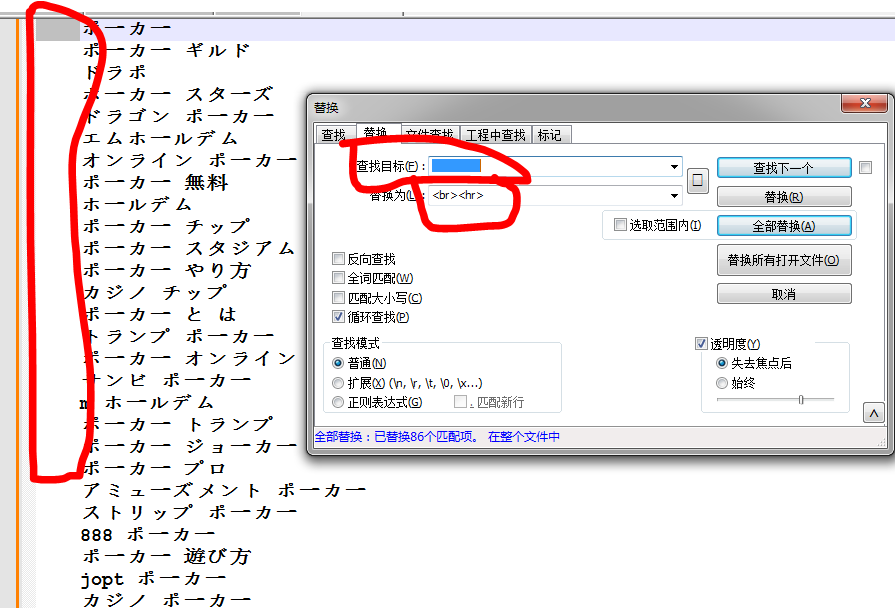 ポーカー
ポーカー ギルド
ドラポ
ポーカー スターズ
ドラゴン ポーカー
エムホールデム
オンライン ポーカー
ポーカー 無料
ホールデム
ポーカー チップ
ポーカー スタジアム
ポーカー やり方
カジノ チップ
ポーカー と は
トランプ ポーカー
ポーカー オンライン
サンビ ポーカー
m ホールデム
ポーカー トランプ
ポーカー ジョーカー
ポーカー プロ
アミューズメント ポーカー
ストリップ ポーカー
888 ポーカー
ポーカー 遊び方
jopt ポーカー
カジノ ポーカー
替换
查找 替换 文件查找 工程中查找 标记
查找目标(F) :
查找下一个
替换为(L) : <br><hr>
替换(R)
选取范围内(I)
全部替换(A)
反向查找
替换所有打开文件(O)
全词匹配(W)
匹配大小写(C)
取消
循环查找(P)
查找模式
透明度(Y)
普通(N)
失去焦点后
扩展(X) (\n, \r, \t, \0, \x...)
始终
正则表达式(G)
. 匹配新行
全部替换：已替换86个匹配项。 在整个文件中